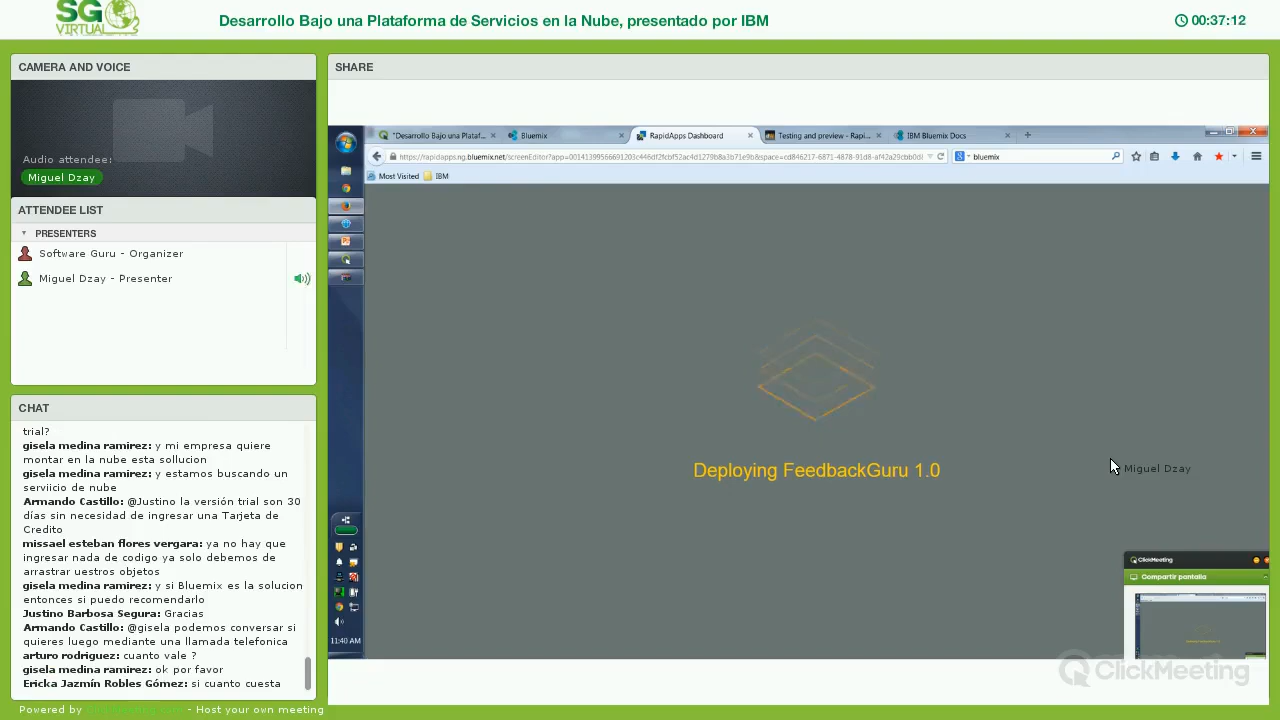 SG
VIRTUAL
Desarrollo Bajo una Plataforma de Servicios en la Nube, presentado por IBM
00:37:12
CAMERA AND VOICE
Audio attendee:
Miguel Dzay
ATTENDEE LIST
PRESENTERS
Software Guru - Organizer
Miguel Dzay - Presenter
CHAT
trial?
gisela medina ramirez: y mi empresa quiere
montar en la nube esta sollucion
gisela medina ramirez: y estamos buscando un
servicio de nube
Armando Castillo: @Justino la versión trial son 30
días sin necesidad de ingresar una Tarjeta de
Credito
missael esteban flores vergara: ya no hay que
ingresar nada de codigo ya solo debemos de
arrastrar uestros objetos
gisela medina ramirez: y si Bluemix es la solucion
entonces si puedo recomendarlo
Justino Barbosa Segura: Gracias
Armando Castillo: @gisela podemos conversar si
quieres luego mediante una llamada telefonica
arturo rodriguez: cuanto vale ?
gisela medina ramirez: ok por favor
Ericka Jazmín Robles Gómez: si cuanto cuesta
Powered by - Host your own meeting
SHARE
"Desarrollo Bajo una Plataf...
Bluemix
RapidApps Dashboard
Testing and preview - Rapi...
IBM Bluemix Docs
bluemix
Most Visited
IBM
Deploying FeedbackGuru 1.0
Miguel Dzay
ClickMeeting
Compartir pantalla
11:40 AM
ClickMeeting